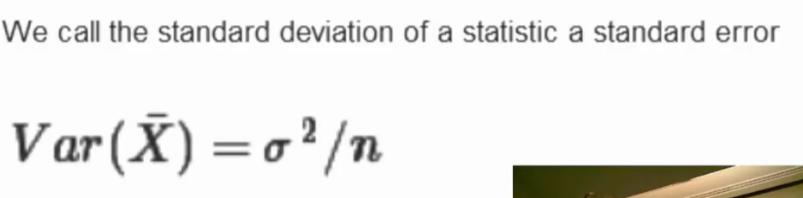 We call the standard deviation of a statistic a standard error
Var(X̄) = σ²/n